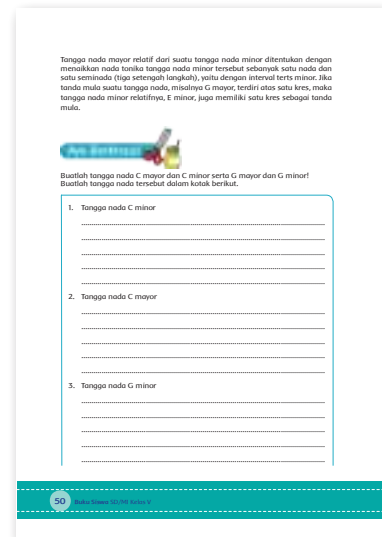 Tangga nada mayor relatif dari suatu tangga nada minor ditentukan dengan
menaikkan nada tonika tangga nada minor tersebut sebanyak satu nada dan
satu seminada (tiga setengah langkah), yaitu dengan interval terts minor. Jika
tanda mula suatu tangga nada, misalnya G mayor, terdiri atas satu kres, maka
tangga nada minor relatifnya, E minor, juga memiliki satu kres sebagai tanda
mula.
Buatlah tangga nada C mayor dan C minor serta G mayor dan G minor!
Buatlah tangga nada tersebut dalam kotak berikut.
1. Tangga nada C minor
2. Tangga nada C mayor
3. Tangga nada G minor
50 Buku Siswa SD/MI Kelas V